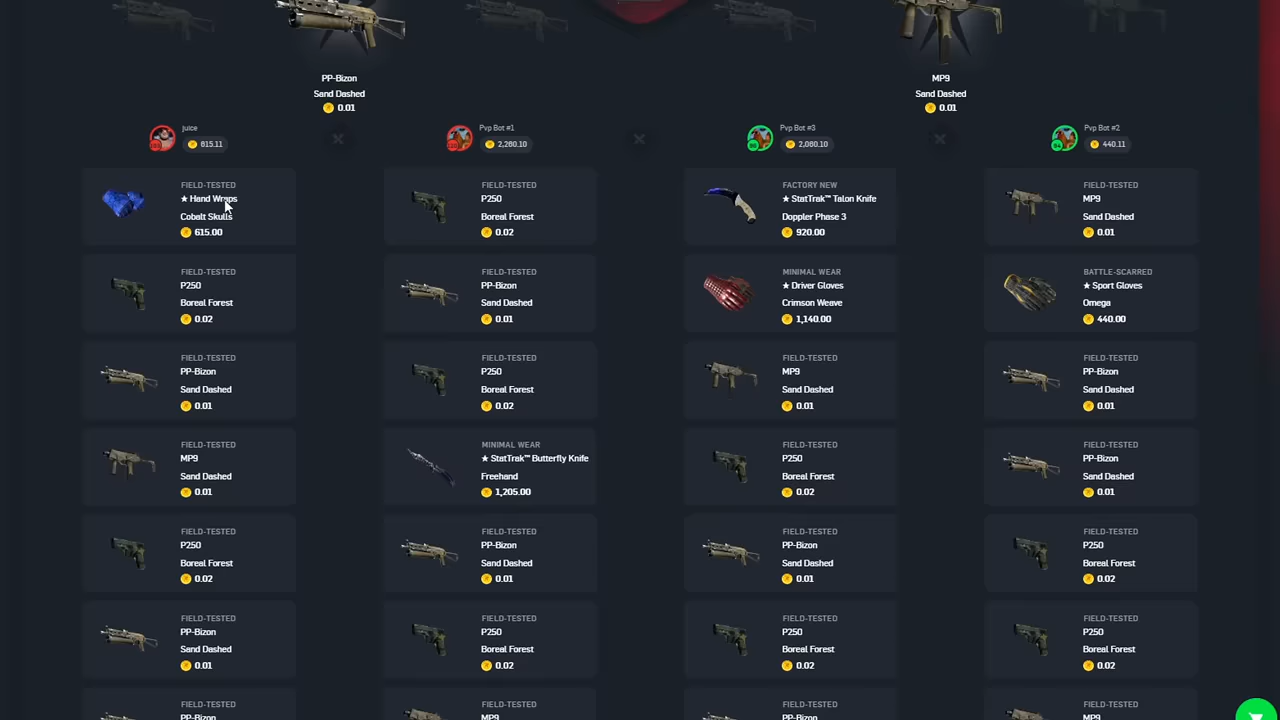 PP-Bizon
Sand Dashed
0.01
MP9
Sand Dashed
0.01
juice
615.11
Pvp Bot #1
2,260.10
Pvp Bot #3
2,060.10
Pvp Bot #2
440.11
FIELD-TESTED
★ Hand Wraps
Cobalt Skulls
615.00
FIELD-TESTED
P250
Boreal Forest
0.02
FACTORY NEW
★ StatTrak™ Talon Knife
Doppler Phase 3
920.00
FIELD-TESTED
MP9
Sand Dashed
0.01
FIELD-TESTED
P250
Boreal Forest
0.02
FIELD-TESTED
PP-Bizon
Sand Dashed
0.01
MINIMAL WEAR
★ Driver Gloves
Crimson Weave
1,140.00
BATTLE-SCARRED
★ Sport Gloves
Omega
440.00
FIELD-TESTED
PP-Bizon
Sand Dashed
0.01
FIELD-TESTED
P250
Boreal Forest
0.02
FIELD-TESTED
MP9
Sand Dashed
0.01
FIELD-TESTED
PP-Bizon
Sand Dashed
0.01
FIELD-TESTED
MP9
Sand Dashed
0.01
MINIMAL WEAR
★ StatTrak™ Butterfly Knife
Freehand
1,205.00
FIELD-TESTED
P250
Boreal Forest
0.02
FIELD-TESTED
PP-Bizon
Sand Dashed
0.01
FIELD-TESTED
P250
Boreal Forest
0.02
FIELD-TESTED
PP-Bizon
Sand Dashed
0.01
FIELD-TESTED
PP-Bizon
Sand Dashed
0.01
FIELD-TESTED
P250
Boreal Forest
0.02
FIELD-TESTED
PP-Bizon
Sand Dashed
0.01
FIELD-TESTED
P250
Boreal Forest
0.02
FIELD-TESTED
P250
Boreal Forest
0.02
FIELD-TESTED
P250
Boreal Forest
0.02
FIELD-TESTED
PP-Bizon
FIELD-TESTED
MP9
FIELD-TESTED
PP-Bizon
FIELD-TESTED
MP9